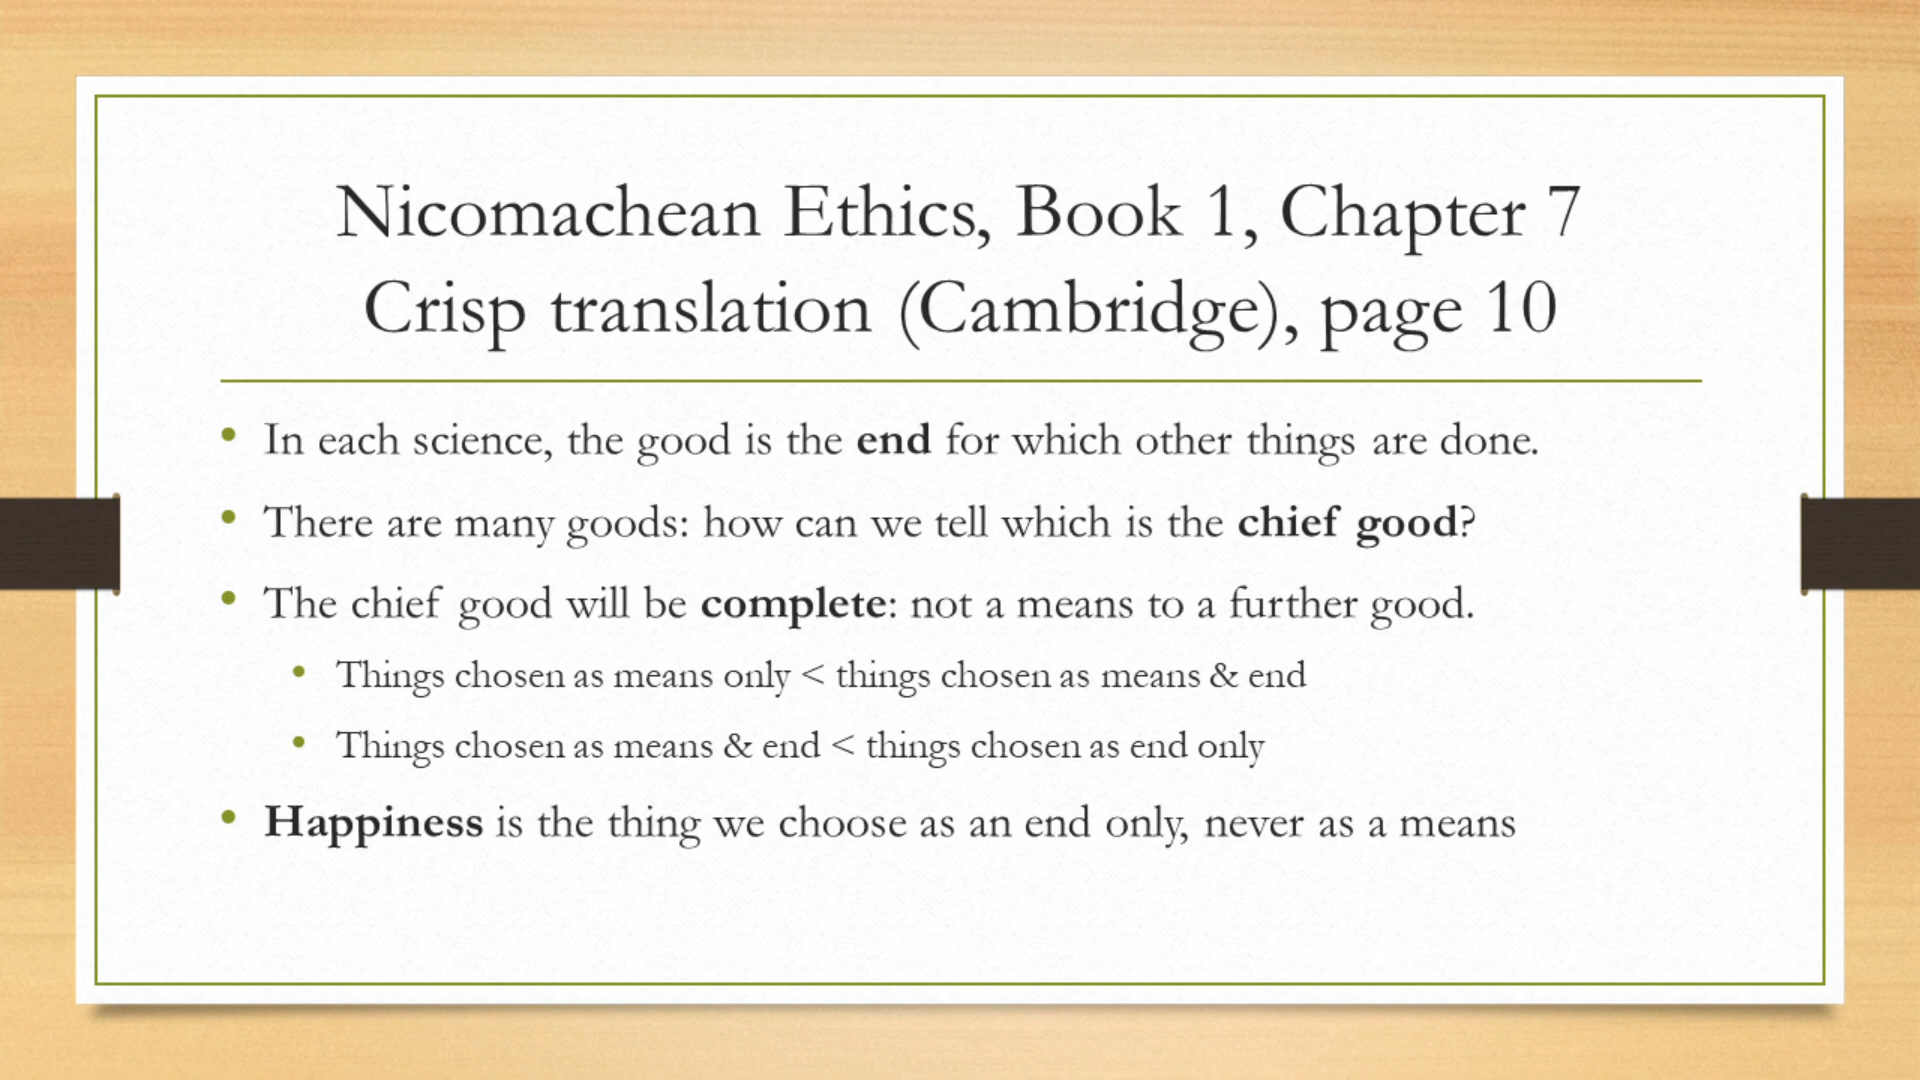 Nicomachean Ethics, Book 1, Chapter 7
Crisp translation (Cambridge), page 10
• In each science, the good is the end for which other things are done.
• There are many goods: how can we tell which is the chief good?
• The chief good will be complete: not a means to a further good.
• Things chosen as means only < things chosen as means & end
• Things chosen as means & end < things chosen as end only
• Happiness is the thing we choose as an end only, never as a means